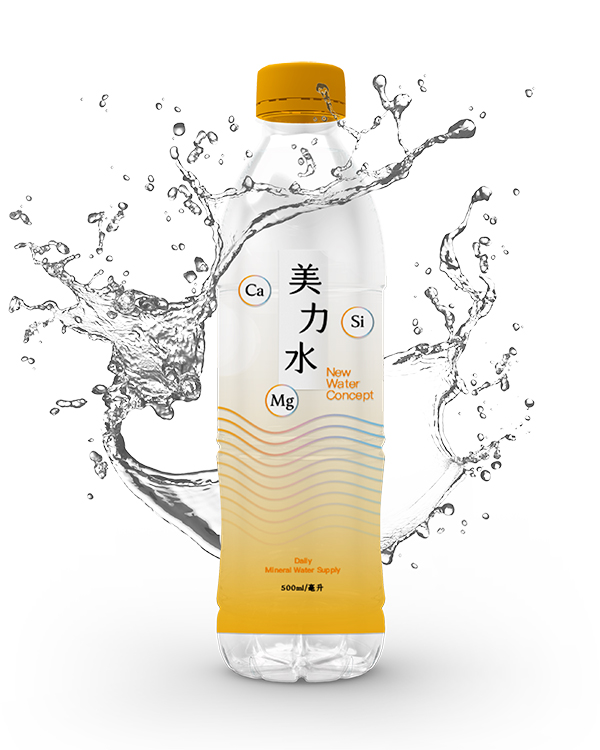 美力水
Ca
Si
Mg
New
Water
Concept
Daily
Mineral Water Supply
500ml/毫升